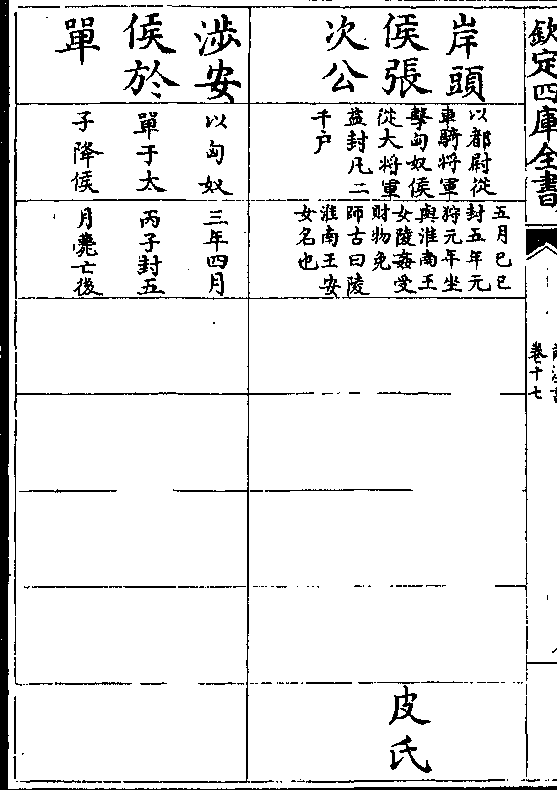 欽定四庫全書
卷十七
岸頭
侯張
次公
以都尉從
車騎將軍
擊匈奴侯
從大將軍
益封凡二
千户
五月己巳
封五年元
狩元年坐
與淮南王
女陵姦受
財物免
師古曰陵
淮南王安
女名也
皮氏
涉安
侯於
單
以匈奴
單于太
子降侯
三年四月
丙子封五
月薨亡後